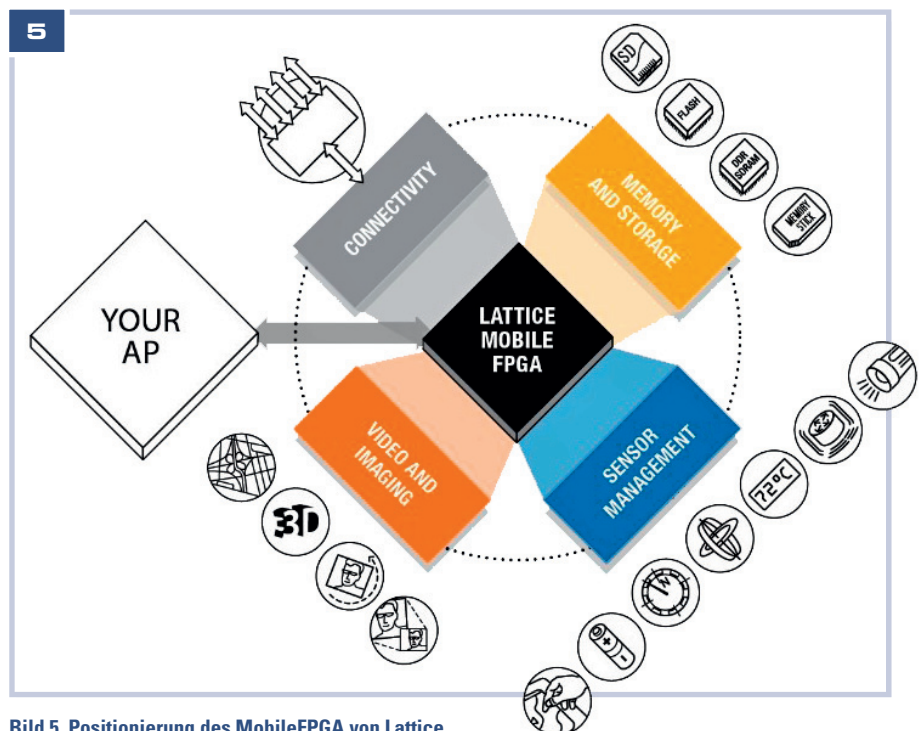 5
SD
FLASH
DDR
SDRAM
MEMORY
STICK
CONNECTIVITY
MEMORY
AND STORAGE
YOUR
AP
LATTICE
MOBILE
FPGA
VIDEO AND
IMAGING
SENSOR
MANAGEMENT
3D
72°C
N
+
-
Bild 5. Positionierung des MobileFPGA von Lattice